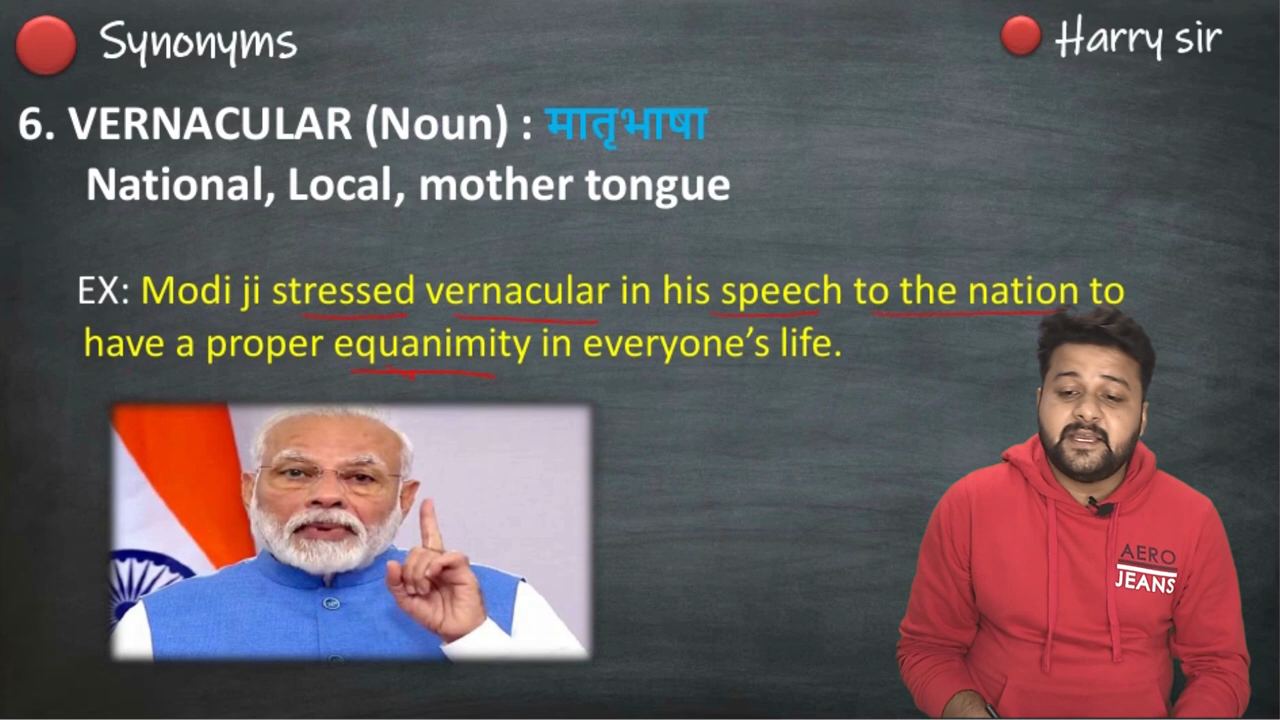 Synonyms
Harry sir
6. VERNACULAR (Noun) : मातृभाषा
National, Local, mother tongue
EX: Modi ji stressed vernacular in his speech to the nation to
have a proper equanimity in everyone’s life.
AERO
JEANS